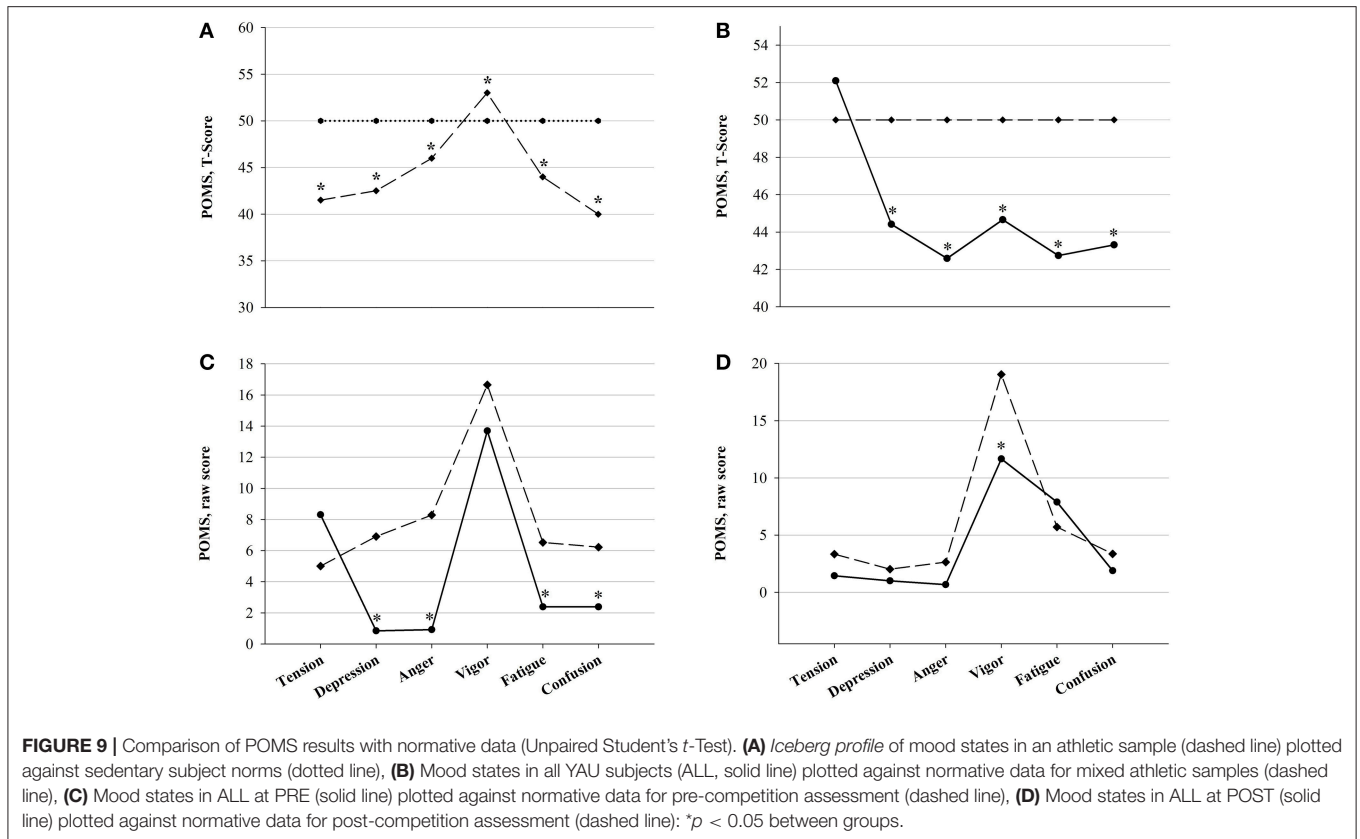 A
B
60
55
50
45
40
35
30
POMS, T-Score
* * * * * *
54
52
50
48
46
44
42
40
POMS, T-Score
* * * * *
C
D
18
16
14
12
10
8
6
4
2
0
POMS, raw score
* * * *
Tension
Depression
Anger
Vigor
Fatigue
Confusion
20
15
10
5
0
POMS, raw score
*
Tension
Depression
Anger
Vigor
Fatigue
Confusion
FIGURE 9 | Comparison of POMS results with normative data (Unpaired Student's t-Test). (A) Iceberg profile of mood states in an athletic sample (dashed line) plotted
against sedentary subject norms (dotted line), (B) Mood states in all YAU subjects (ALL, solid line) plotted against normative data for mixed athletic samples (dashed
line), (C) Mood states in ALL at PRE (solid line) plotted against normative data for pre-competition assessment (dashed line), (D) Mood states in ALL at POST (solid
line) plotted against normative data for post-competition assessment (dashed line): *p < 0.05 between groups.